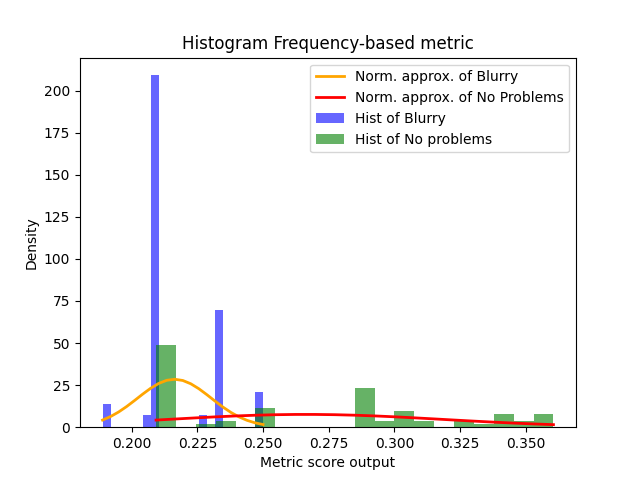 Histogram Frequency-based metric
Norm. approx. of Blurry
Norm. approx. of No Problems
Hist of Blurry
Hist of No problems
Density
200
175
150
125
100
75
50
25
0
0.200 0.225 0.250 0.275 0.300 0.325 0.350
Metric score output